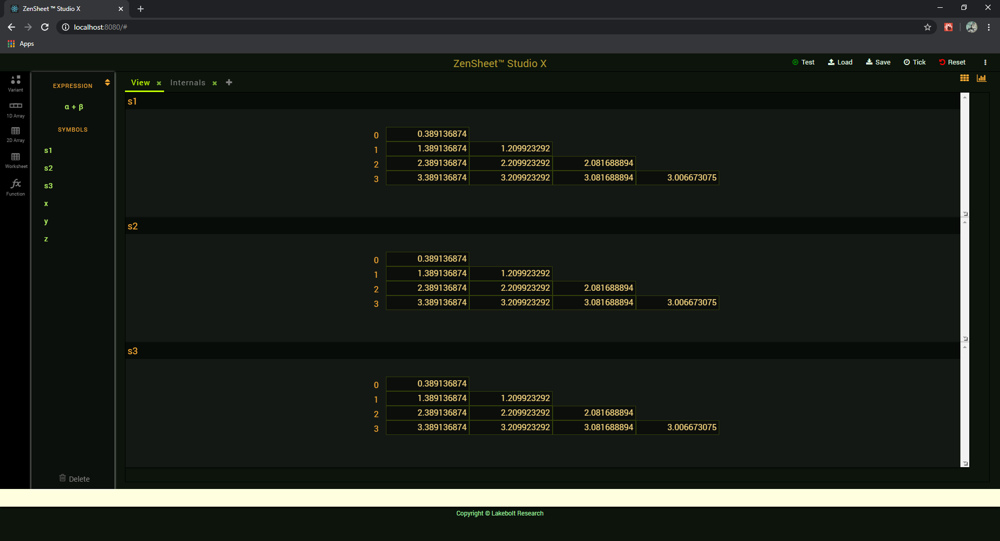 ZenSheet ™ Studio X
localhost:8080/#
Apps
ZenSheet™ Studio X
Test Load Save Tick Reset
Variant
1D Array
2D Array
Worksheet
fx
Function
EXPRESSION
α + β
SYMBOLS
s1
s2
s3
x
y
z
Delete
View Internals
s1
0 0.389136874
1 1.389136874 1.209923292
2 2.389136874 2.209923292 2.081688894
3 3.389136874 3.209923292 3.081688894 3.006673075
s2
0 0.389136874
1 1.389136874 1.209923292
2 2.389136874 2.209923292 2.081688894
3 3.389136874 3.209923292 3.081688894 3.006673075
s3
0 0.389136874
1 1.389136874 1.209923292
2 2.389136874 2.209923292 2.081688894
3 3.389136874 3.209923292 3.081688894 3.006673075
Copyright © Lakebolt Research